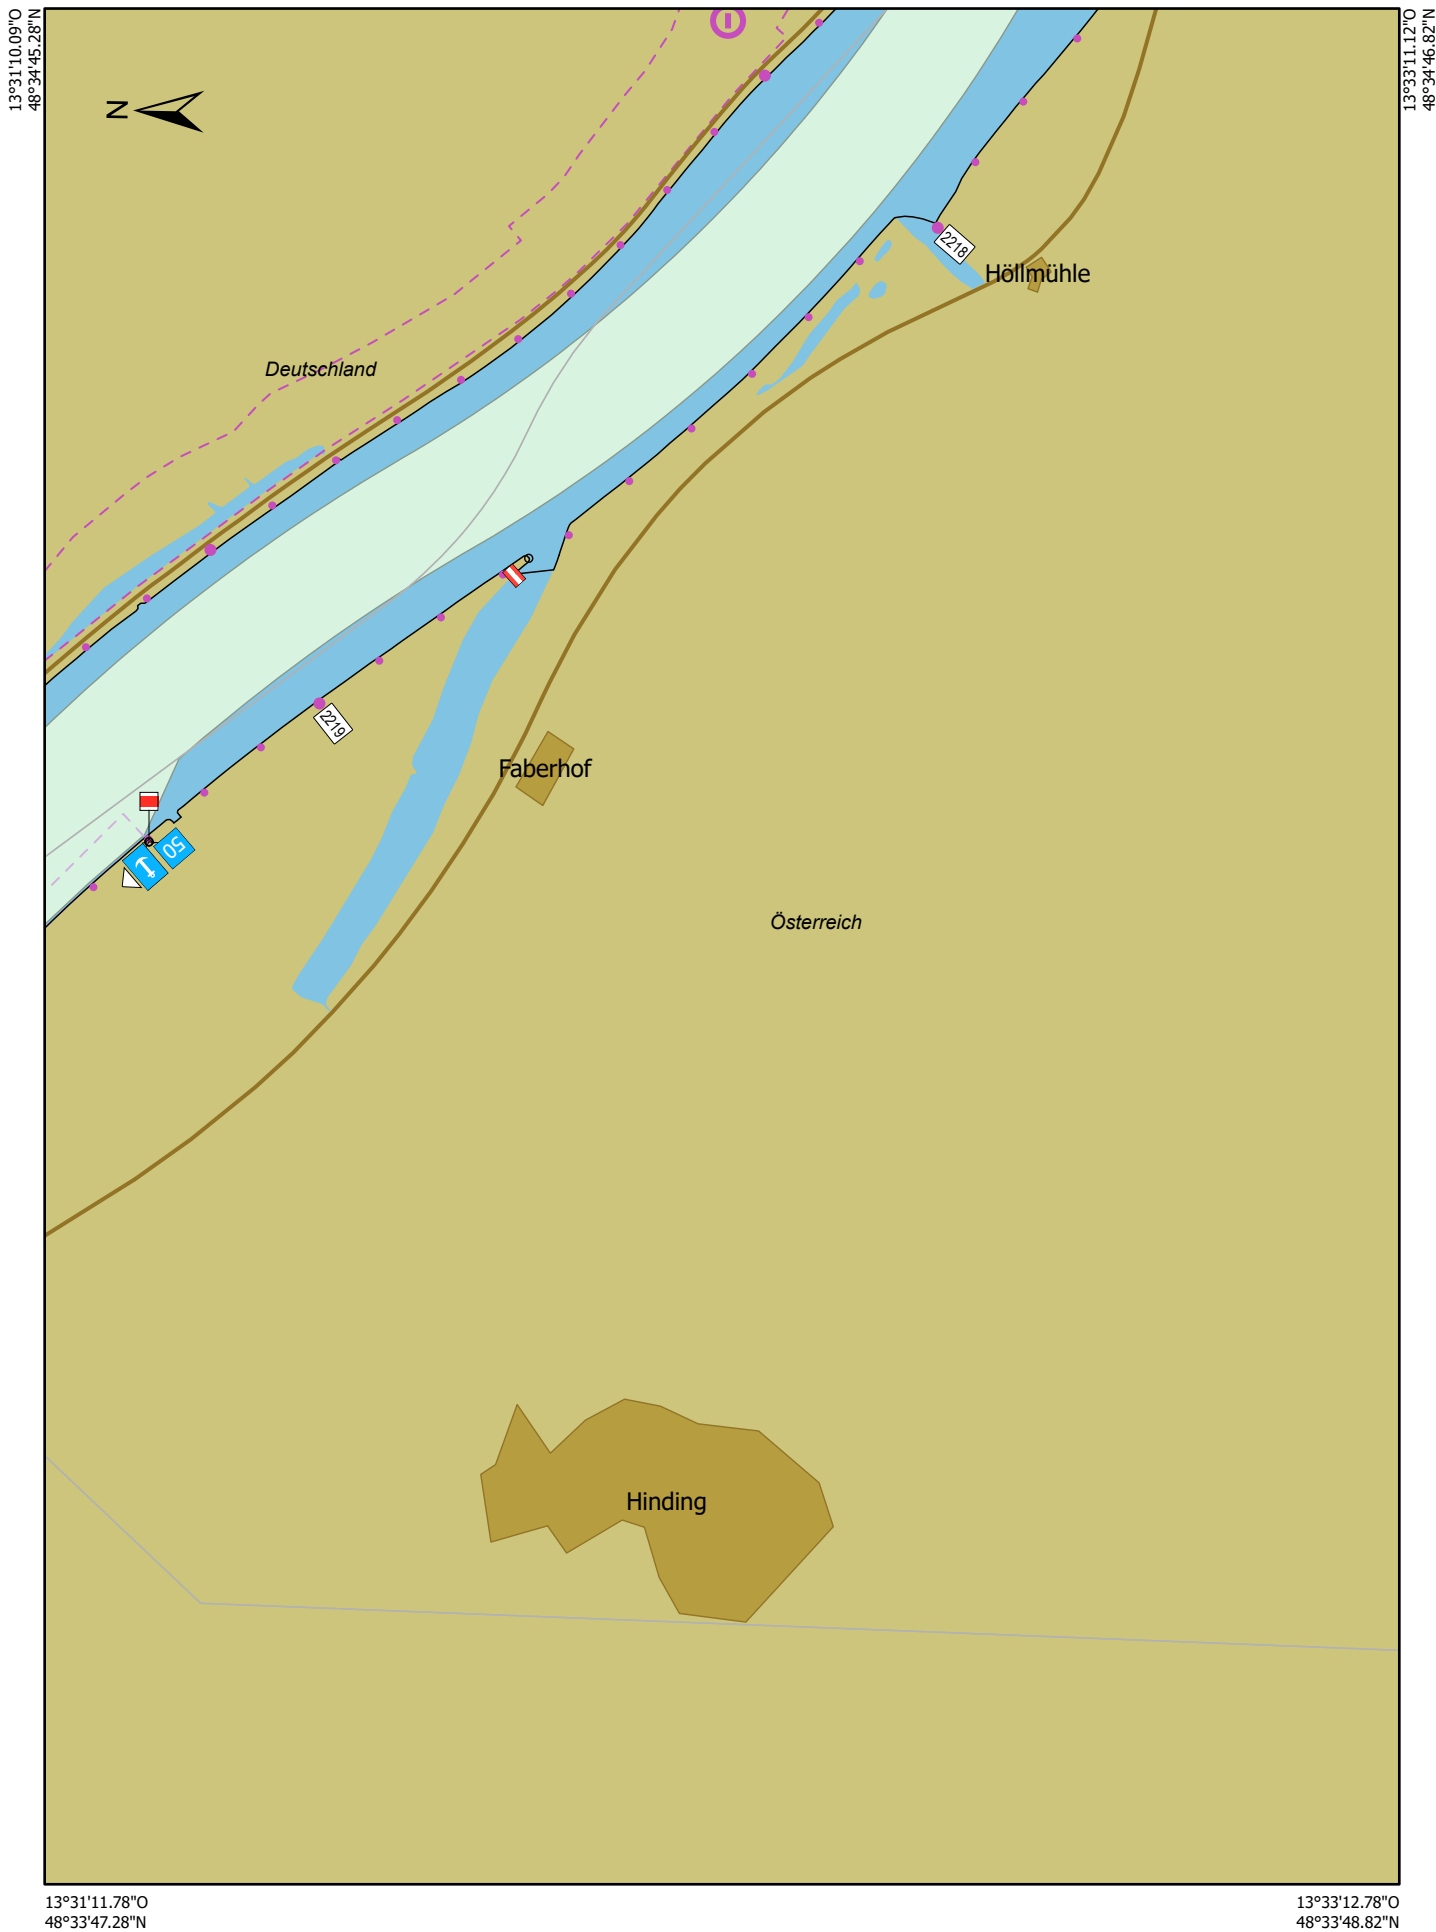 13°31'10.09"O
48°34'45.28"N
13°33'11.12"O
48°34'46.82"N
N
2218
Höllmühle
Deutschland
2219
Faberhof
50
Österreich
Hinding
13°31'11.78"O
48°33'47.28"N
13°33'12.78"O
48°33'48.82"N